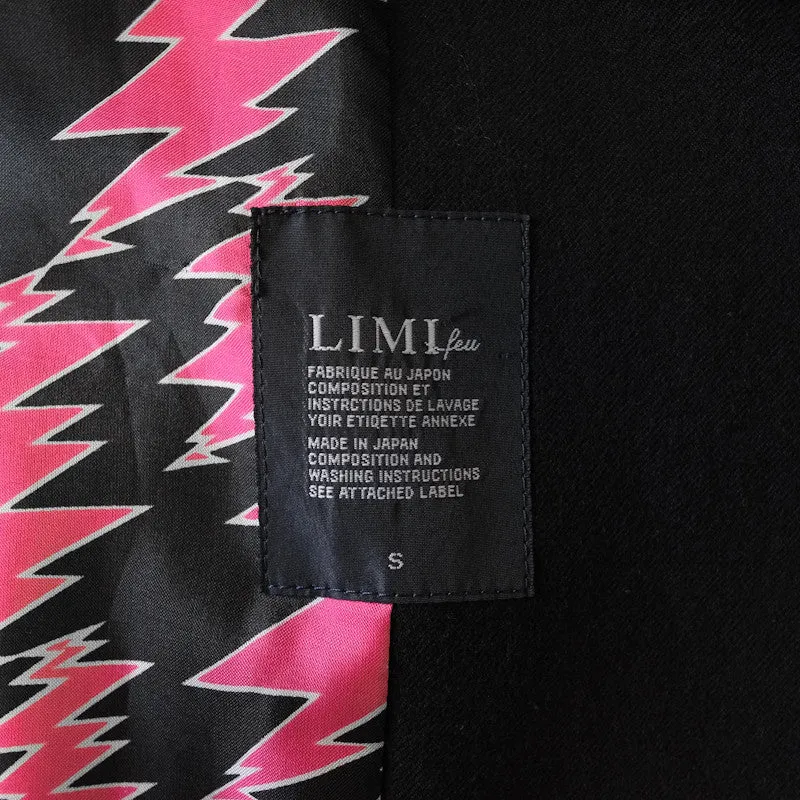 LIMI feu
FABRIQUE AU JAPON
COMPOSITION ET
INSTRCTIONS DE LAVAGE
YOIR ETIQETTE ANNEXE
MADE IN JAPAN
COMPOSITION AND
WASHING INSTRUCTIONS
SEE ATTACHED LABEL
S